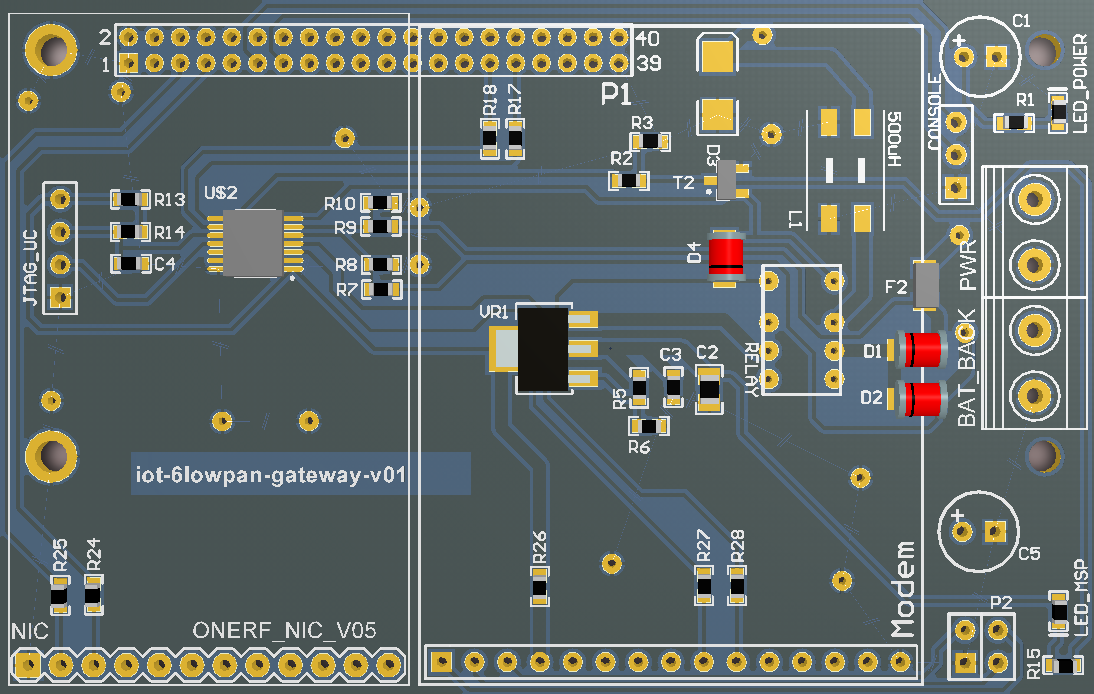 C1
2
40
1
39
P1
LED_POWER
CONSOLE
R1
R18
R17
R3
R2
500uH
D3
T2
L1
JTAG_UC
R13
R14
C4
U$2
R10
R9
R8
R7
D4
PWR
F2
VR1
RELAY
D1
D2
BAT_BACK
C3
C2
R5
R6
iot-6lowpan-gateway-v01
C5
R25
R24
R26
R27
R28
Modem
LED_MSP
P2
R15
NIC
ONERF_NIC_V05